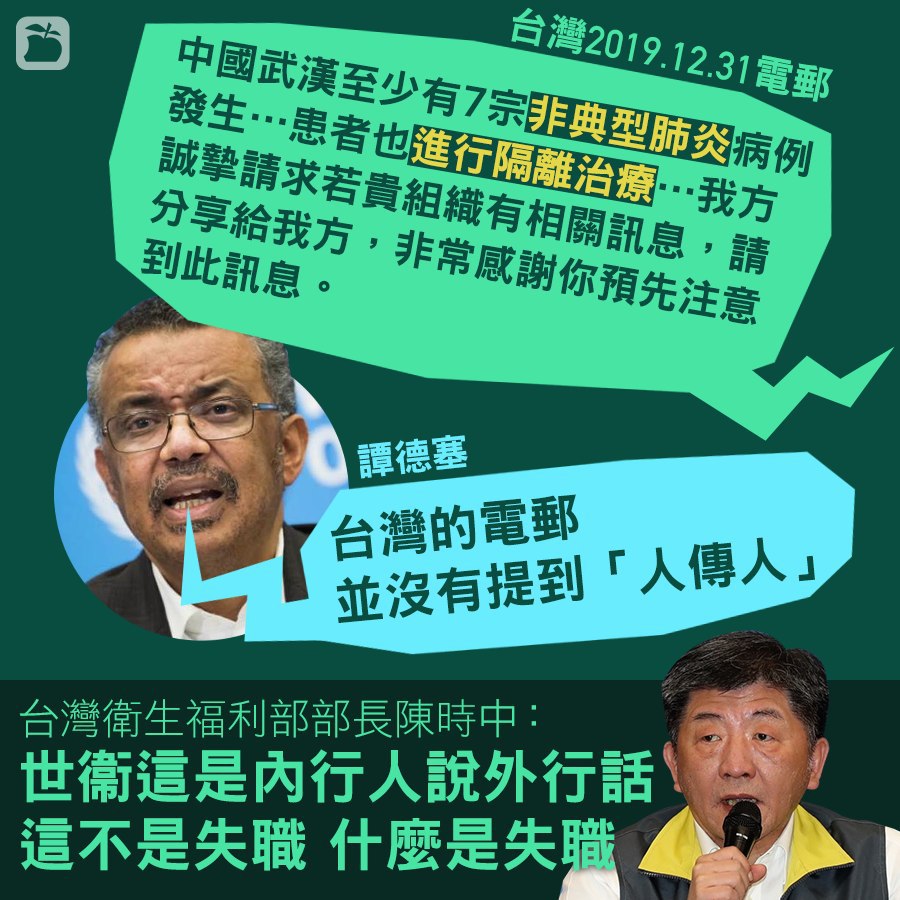 台灣2019.12.31電郵
中國武漢至少有7宗非典型肺炎病例
發生…患者也進行隔離治療…我方
誠摯請求若貴組織有相關訊息，請
分享給我方，非常感謝你預先注意
到此訊息。
譚德塞
台灣的電郵
並沒有提到「人傳人」
台灣衛生福利部部長陳時中：
世衞這是內行人說外行話
這不是失職 什麼是失職